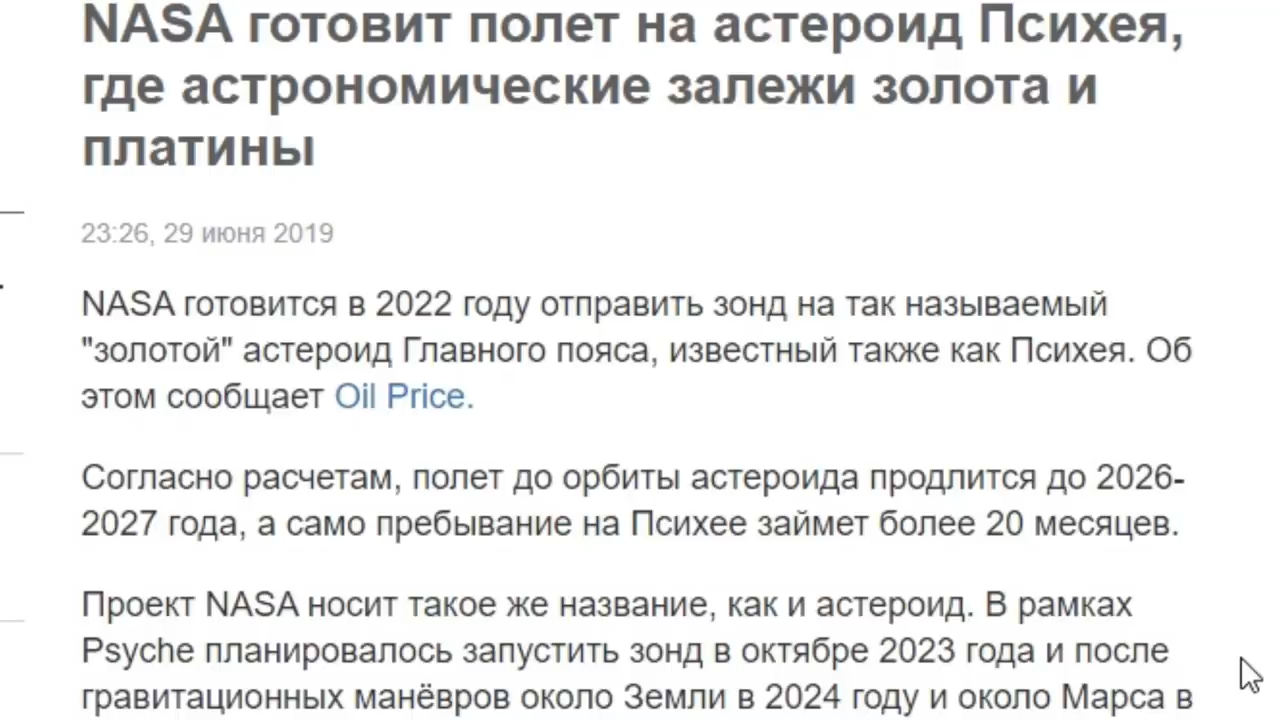 NASA готовит полет на астероид Психея,
где астрономические залежи золота и
платины
23:26, 29 июня 2019
NASA готовится в 2022 году отправить зонд на так называемый
"золотой" астероид Главного пояса, известный также как Психея. Об
этом сообщает Oil Price.
Согласно расчетам, полет до орбиты астероида продлится до 2026-
2027 года, а само пребывание на Психее займет более 20 месяцев.
Проект NASA носит такое же название, как и астероид. В рамках
Psyche планировалось запустить зонд в октябре 2023 года и после
гравитационных манёвров около Земли в 2024 году и около Марса в